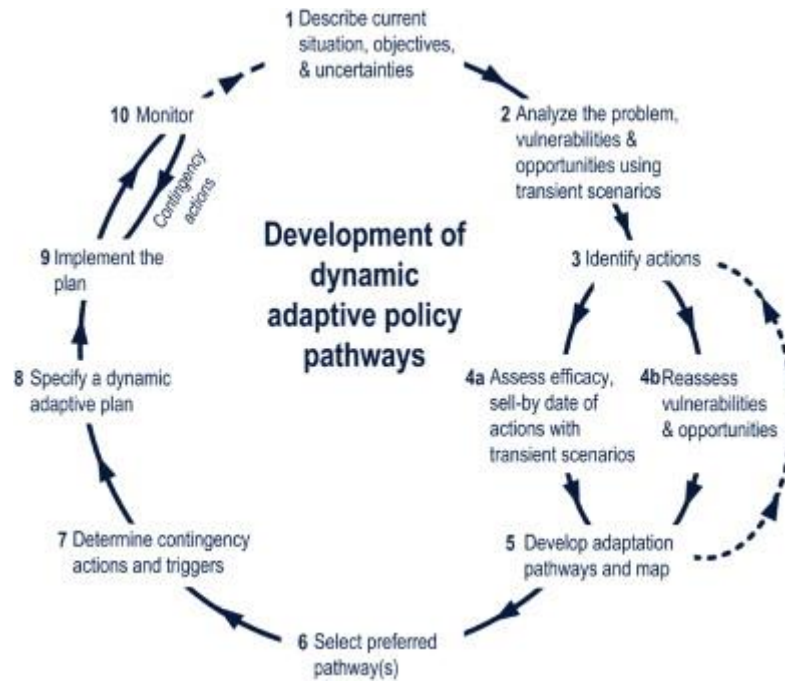 1 Describe current
situation, objectives,
& uncertainties
2 Analyze the problem,
vulnerabilities &
opportunities using
transient scenarios
3 Identify actions
4a Assess efficacy,
sell-by date of
actions with
transient scenarios
4b Reassess
vulnerabilities
& opportunities
5 Develop adaptation
pathways and map
6 Select preferred
pathway(s)
7 Determine contingency
actions and triggers
8 Specify a dynamic
adaptive plan
9 Implement the
plan
10 Monitor
Contingency
actions
Development of
dynamic
adaptive policy
pathways